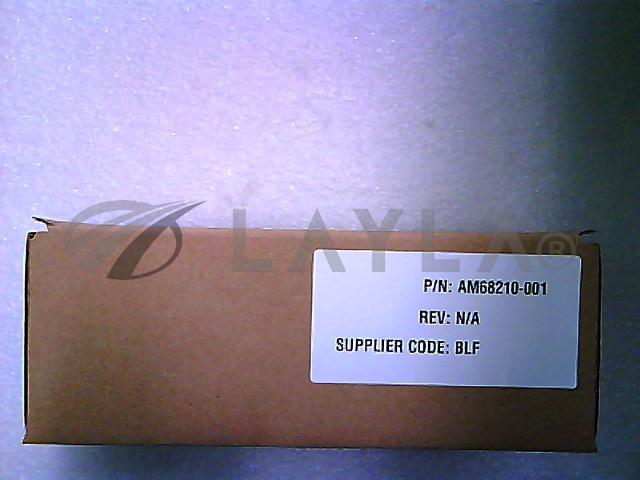 LAYLA®
P/N: AM68210-001
REV: N/A
SUPPLIER CODE: BLF